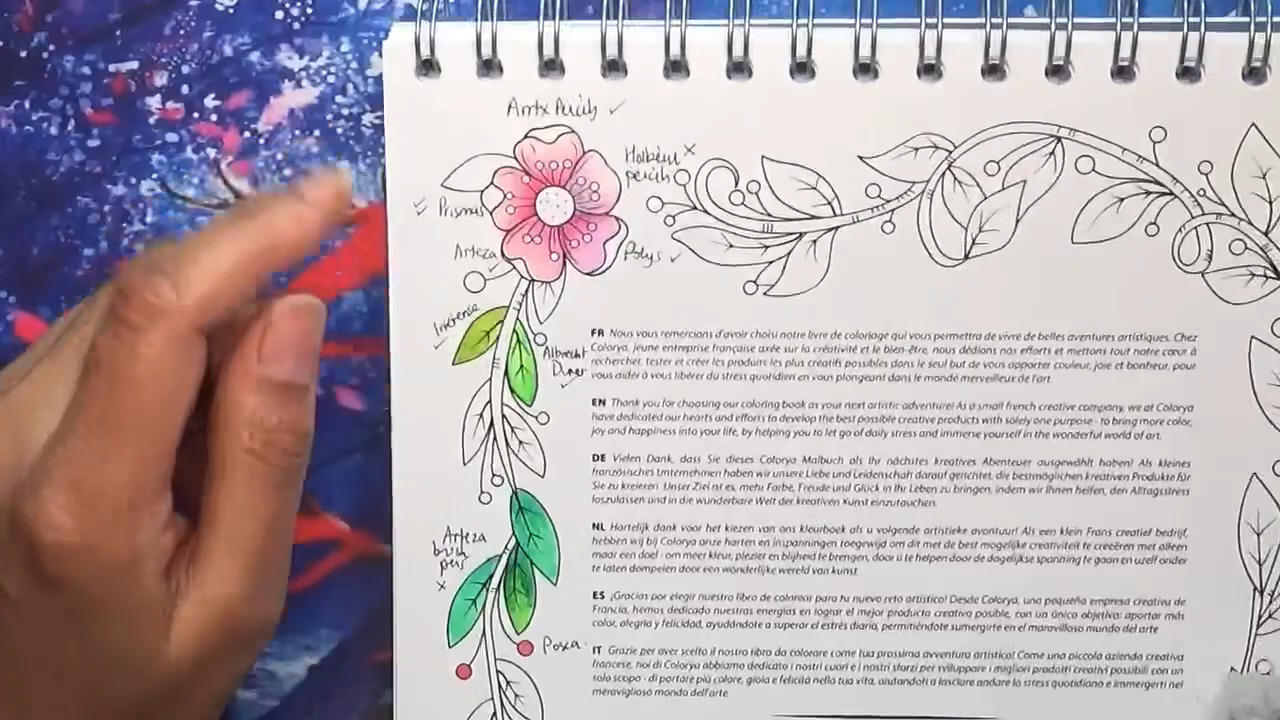 Arrtx Pencils ✓
Holbein ×
pencils
Prismas
Polys ✓
Arteza
Inktense
Albrecht
Durer
FR Nous vous remercions d'avoir choisi notre livre de coloriage qui vous permettra de vivre de belles aventures artistiques. Chez
Colorya, jeune entreprise française axée sur la créativité et le bien-être, nous dédions nos efforts et mettons tout notre cœur à
rechercher, tester et créer les produits les plus créatifs possibles dans le seul but de vous apporter couleur, joie et bonheur, pour
vous aider à vous libérer du stress quotidien en vous plongeant dans le monde merveilleux de l'art.
EN Thank you for choosing our coloring book as your next artistic adventure! As a small french creative company, we at Colorya
have dedicated our hearts and efforts to develop the best possible creative products with solely one purpose - to bring more color,
joy and happiness into your life, by helping you to let go of daily stress and immerse yourself in the wonderful world of art.
DE Vielen Dank, dass Sie dieses Colorya Malbuch als Ihr nächstes kreatives Abenteuer ausgewählt haben! Als kleines
französisches Unternehmen haben wir unsere Liebe und Leidenschaft darauf gerichtet, die bestmöglichen kreativen Produkte für
Sie zu kreieren. Unser Ziel ist es, mehr Farbe, Freude und Glück in Ihr Leben zu bringen, indem wir Ihnen helfen, den Alltagsstress
loszulassen und in die wunderbare Welt der kreativen Kunst einzutauchen.
NL Hartelijk dank voor het kiezen van ons kleurboek als u volgende artistieke avontuur! Als een klein Frans creatief bedrijf,
hebben wij bij Colorya onze harten en inspanningen toegewijd om dit met de best mogelijke creativiteit te creëren met alleen
maar een doel - om meer kleur, plezier en blijheid te brengen, door u te helpen door de dagelijkse spanning te gaan en uzelf onder
te laten dompelen door een wonderlijke wereld van kunst.
Arteza
brush
pens
×
ES ¡Gracias por elegir nuestro libro de colorear para tu nuevo reto artístico! Desde Colorya, una pequeña empresa creativa de
Francia, hemos dedicado nuestras energías en lograr el mejor producto creativo posible, con un único objetivo: aportar más
color, alegría y felicidad, ayudándote a superar el estrés diario, permitiéndote sumergirte en el maravilloso mundo del arte
Posca
IT Grazie per aver scelto il nostro libro da colorare come tua prossima avventura artistica! Come una piccola azienda creativa
francese, noi di Colorya abbiamo dedicato i nostri cuori e i nostri sforzi per sviluppare i migliori prodotti creativi possibili con un
solo scopo - di portare più colore, gioia e felicità nella tua vita, aiutandoti a lasciare andare lo stress quotidiano e immergerti nel
meraviglioso mondo dell'arte.